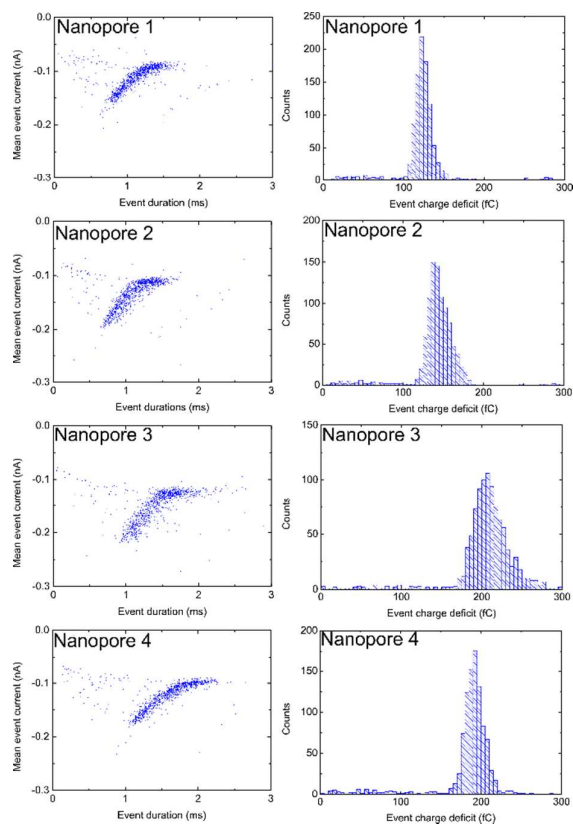 Nanopore 1
0.0
-0.1
-0.2
-0.3
Mean event current (nA)
0
1
2
3
Event duration (ms)
250
200
150
100
50
0
Counts
0
100
200
300
Event charge deficit (fC)
Nanopore 2
0.0
-0.1
-0.2
-0.3
Mean event current (nA)
0
1
2
3
Event durations (ms)
Nanopore 2
200
150
100
50
0
Counts
0
100
200
300
Event charge deficit (fC)
Nanopore 3
0.0
-0.1
-0.2
-0.3
Mean event current (nA)
0
1
2
3
Event duration (ms)
Nanopore 3
150
100
50
0
Counts
0
100
200
300
Event charge deficit (fC)
Nanopore 4
0.0
-0.1
-0.2
-0.3
Mean event current (nA)
0
1
2
3
Event duration (ms)
Nanopore 4
200
150
100
50
0
Counts
0
100
200
300
Event charge deficit (fC)